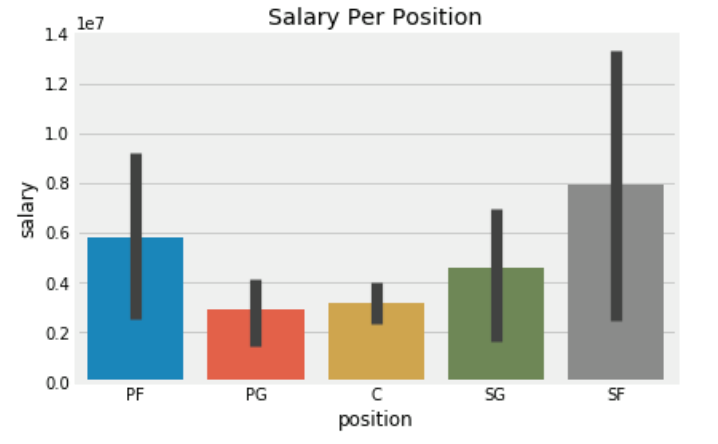 Salary Per Position
1e7
1.4
1.2
1.0
0.8
0.6
0.4
0.2
0.0
salary
PF PG C SG SF
position